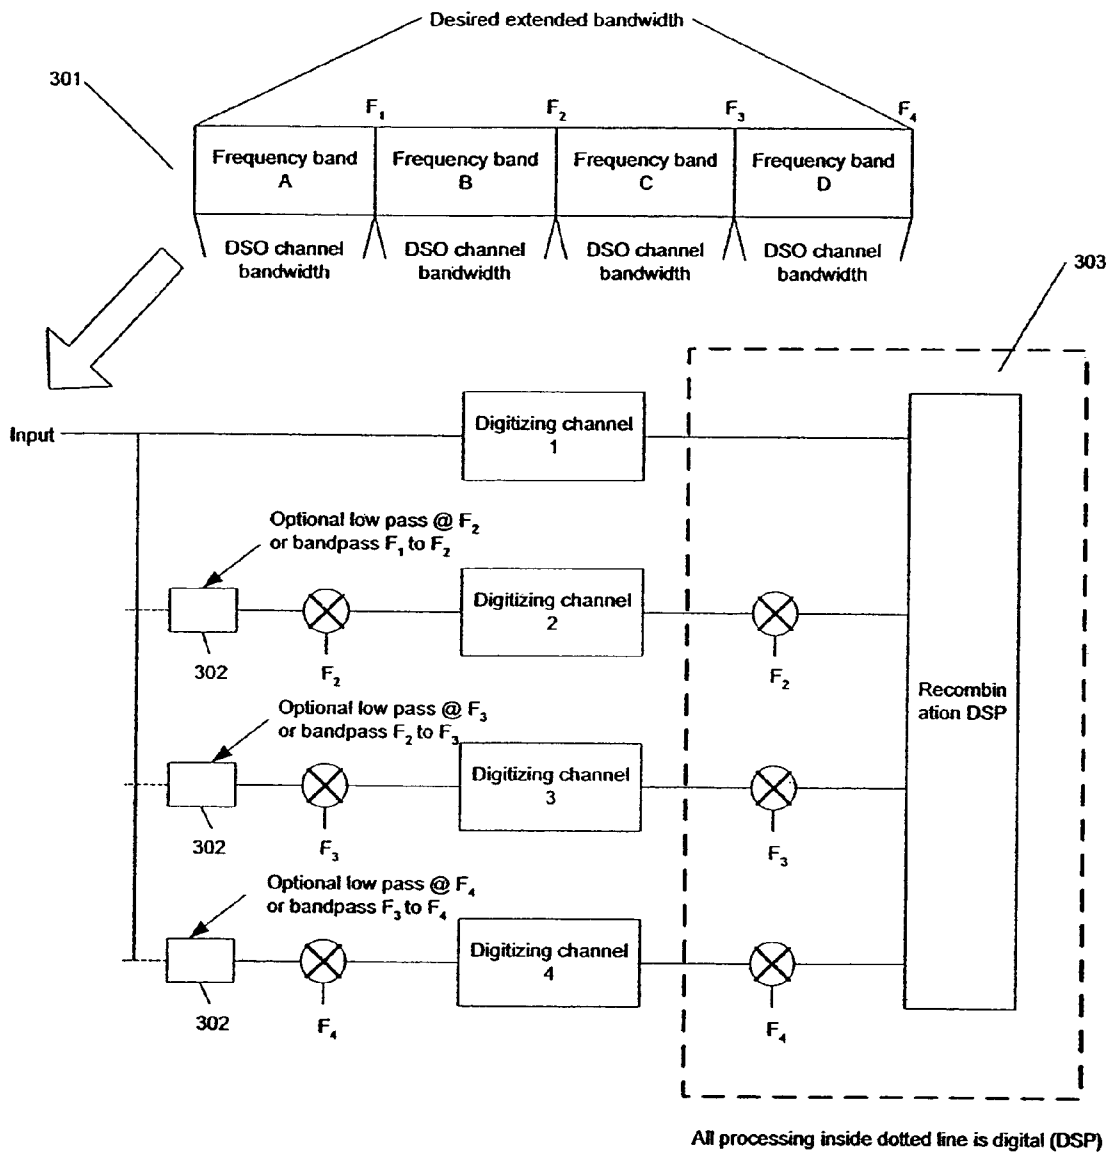 Desired extended bandwidth
301
F1 F2 F3 F4
Frequency band A
Frequency band B
Frequency band C
Frequency band D
DSO channel bandwidth
DSO channel bandwidth
DSO channel bandwidth
DSO channel bandwidth
303
Input
Digitizing channel 1
Optional low pass @ F2
or bandpass F1 to F2
302
F2
Digitizing channel 2
F2
Optional low pass @ F3
or bandpass F2 to F3
302
F3
Digitizing channel 3
F3
Recombin
ation DSP
Optional low pass @ F4
or bandpass F3 to F4
302
F4
Digitizing channel 4
F4
All processing inside dotted line is digital (DSP)